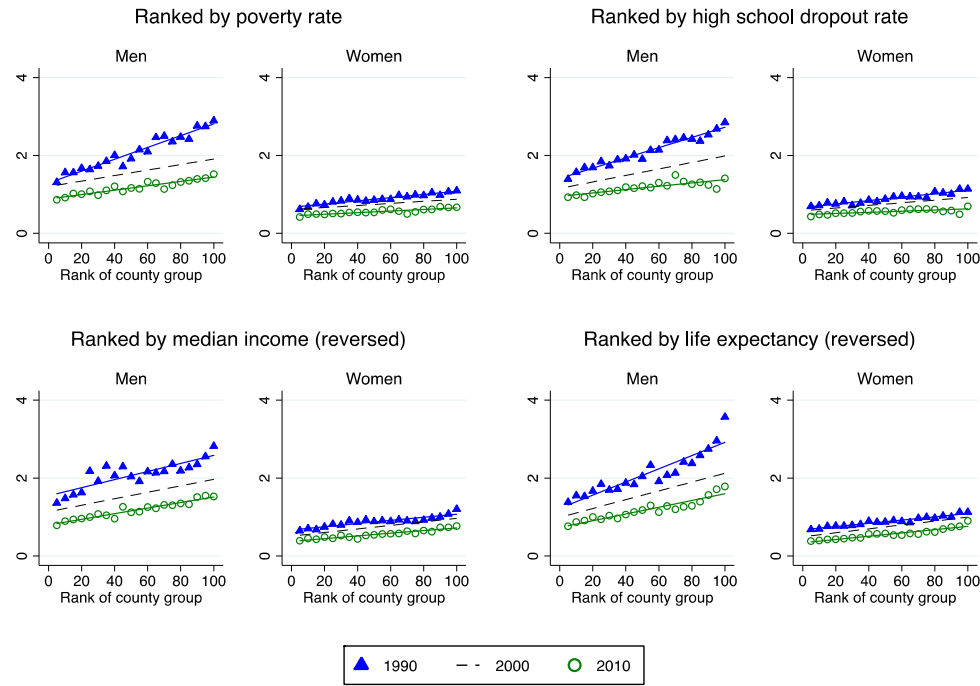 Ranked by poverty rate
Ranked by high school dropout rate
Men
Women
Men
Women
4
2
0
4
2
0
4
2
0
4
2
0
0 20 40 60 80 100
0 20 40 60 80 100
0 20 40 60 80 100
0 20 40 60 80 100
Rank of county group
Rank of county group
Rank of county group
Rank of county group
Ranked by median income (reversed)
Ranked by life expectancy (reversed)
Men
Women
Men
Women
4
2
0
4
2
0
4
2
0
4
2
0
0 20 40 60 80 100
0 20 40 60 80 100
0 20 40 60 80 100
0 20 40 60 80 100
Rank of county group
Rank of county group
Rank of county group
Rank of county group
1990 2000 2010